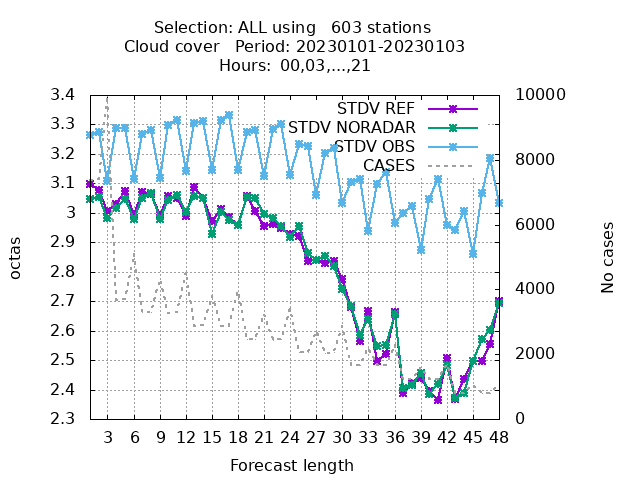 Selection: ALL using   603 stations
Cloud cover   Period: 20230101-20230103
Hours:  00,03,...,21
STDV REF
STDV NORADAR
STDV OBS
CASES
3.4
3.3
3.2
3.1
3
2.9
2.8
2.7
2.6
2.5
2.4
2.3
octas
10000
8000
6000
4000
2000
0
No cases
3 6 9 12 15 18 21 24 27 30 33 36 39 42 45 48
Forecast length